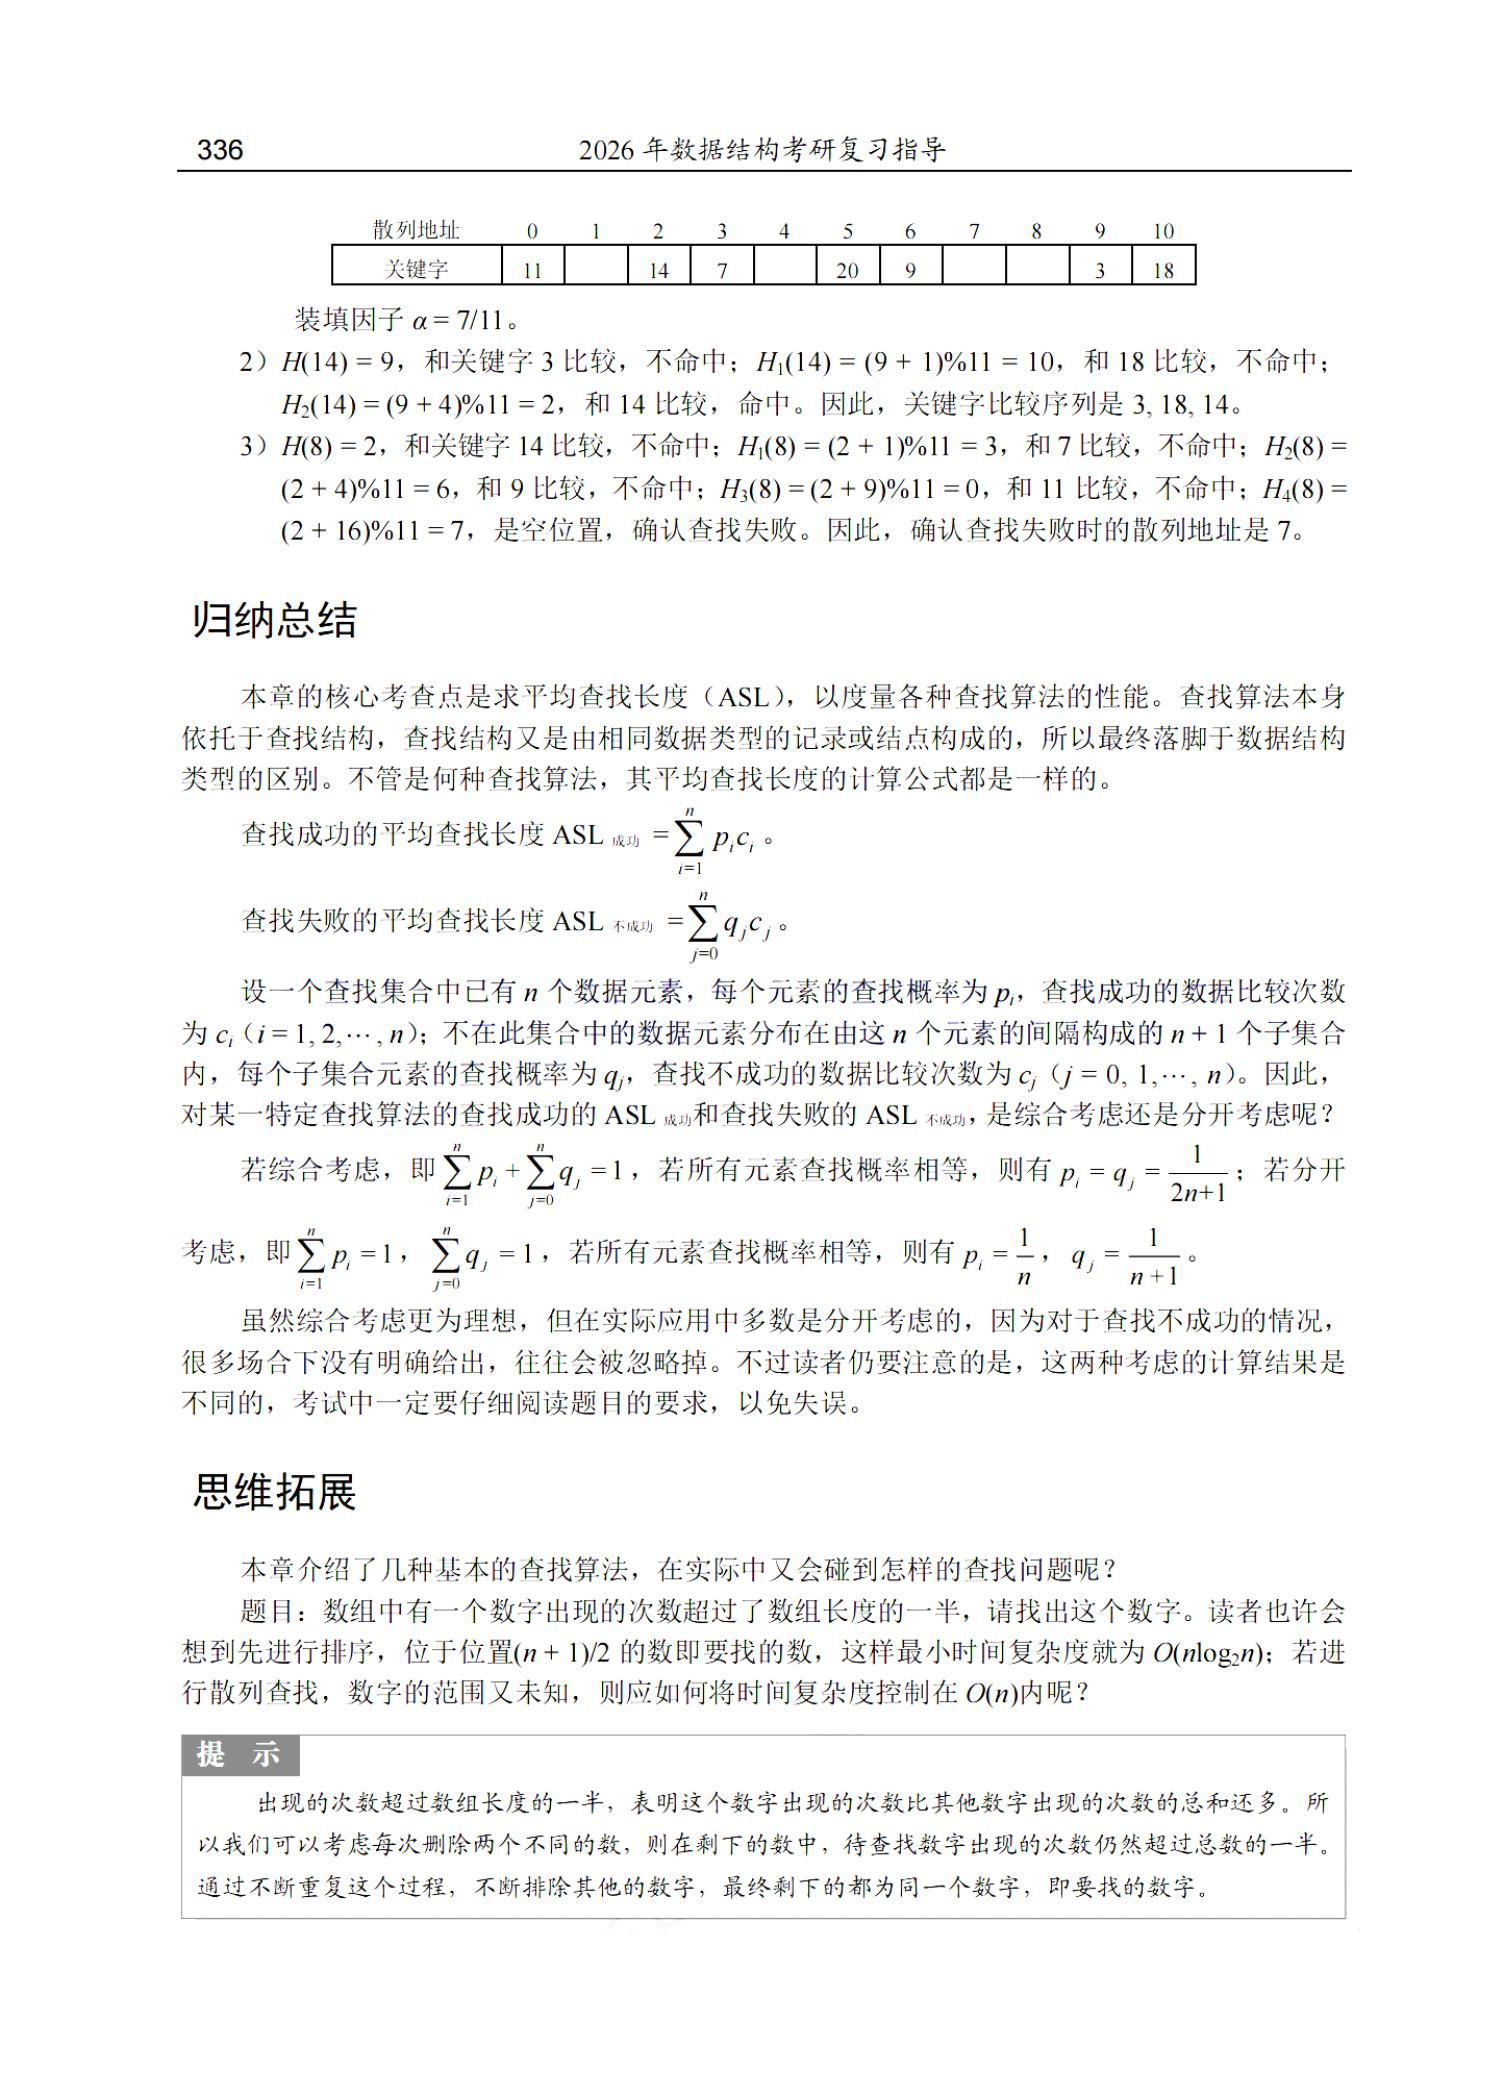 336 2026 年数据结构考研复习指导
散列地址 0 1 2 3 4 5 6 7 8 9 10
关键字 11 14 7 20 9 3 18
装填因子 α = 7/11。
2）H(14) = 9，和关键字 3 比较，不命中；H₁(14) = (9 + 1)%11 = 10，和 18 比较，不命中；
H₂(14) = (9 + 4)%11 = 2，和 14 比较，命中。因此，关键字比较序列是 3, 18, 14。
3）H(8) = 2，和关键字 14 比较，不命中；H₁(8) = (2 + 1)%11 = 3，和 7 比较，不命中；H₂(8) =
(2 + 4)%11 = 6，和 9 比较，不命中；H₃(8) = (2 + 9)%11 = 0，和 11 比较，不命中；H₄(8) =
(2 + 16)%11 = 7，是空位置，确认查找失败。因此，确认查找失败时的散列地址是 7。
归纳总结
本章的核心考查点是求平均查找长度（ASL），以度量各种查找算法的性能。查找算法本身
依托于查找结构，查找结构又是由相同数据类型的记录或结点构成的，所以最终落脚于数据结构
类型的区别。不管是何种查找算法，其平均查找长度的计算公式都是一样的。
查找成功的平均查找长度 ASL 成功 = ∑_{i=1}^{n} p_i c_i 。
查找失败的平均查找长度 ASL 不成功 = ∑_{j=0}^{n} q_j c_j 。
设一个查找集合中已有 n 个数据元素，每个元素的查找概率为 p_i，查找成功的数据比较次数
为 c_i（i = 1, 2,⋯, n）；不在此集合中的数据元素分布在由这 n 个元素的间隔构成的 n + 1 个子集合
内，每个子集合元素的查找概率为 q_j，查找不成功的数据比较次数为 c_j（j = 0, 1,⋯, n）。因此，
对某一特定查找算法的查找成功的 ASL 成功和查找失败的 ASL 不成功，是综合考虑还是分开考虑呢？
若综合考虑，即 ∑_{i=1}^{n} p_i + ∑_{j=0}^{n} q_j = 1，若所有元素查找概率相等，则有 p_i = q_j = 1/(2n+1)；若分开
考虑，即 ∑_{i=1}^{n} p_i = 1，∑_{j=0}^{n} q_j = 1，若所有元素查找概率相等，则有 p_i = 1/n，q_j = 1/(n+1)。
虽然综合考虑更为理想，但在实际应用中多数是分开考虑的，因为对于查找不成功的情况，
很多场合下没有明确给出，往往会被忽略掉。不过读者仍要注意的是，这两种考虑的计算结果是
不同的，考试中一定要仔细阅读题目的要求，以免失误。
思维拓展
本章介绍了几种基本的查找算法，在实际中又会碰到怎样的查找问题呢？
题目：数组中有一个数字出现的次数超过了数组长度的一半，请找出这个数字。读者也许会
想到先进行排序，位于位置(n + 1)/2 的数即要找的数，这样最小时间复杂度就为 O(nlog₂n)；若进
行散列查找，数字的范围又未知，则应如何将时间复杂度控制在 O(n)内呢？
提 示
出现的次数超过数组长度的一半，表明这个数字出现的次数比其他数字出现的次数的总和还多。所
以我们可以考虑每次删除两个不同的数，则在剩下的数中，待查找数字出现的次数仍然超过总数的一半。
通过不断重复这个过程，不断排除其他的数字，最终剩下的都为同一个数字，即要找的数字。